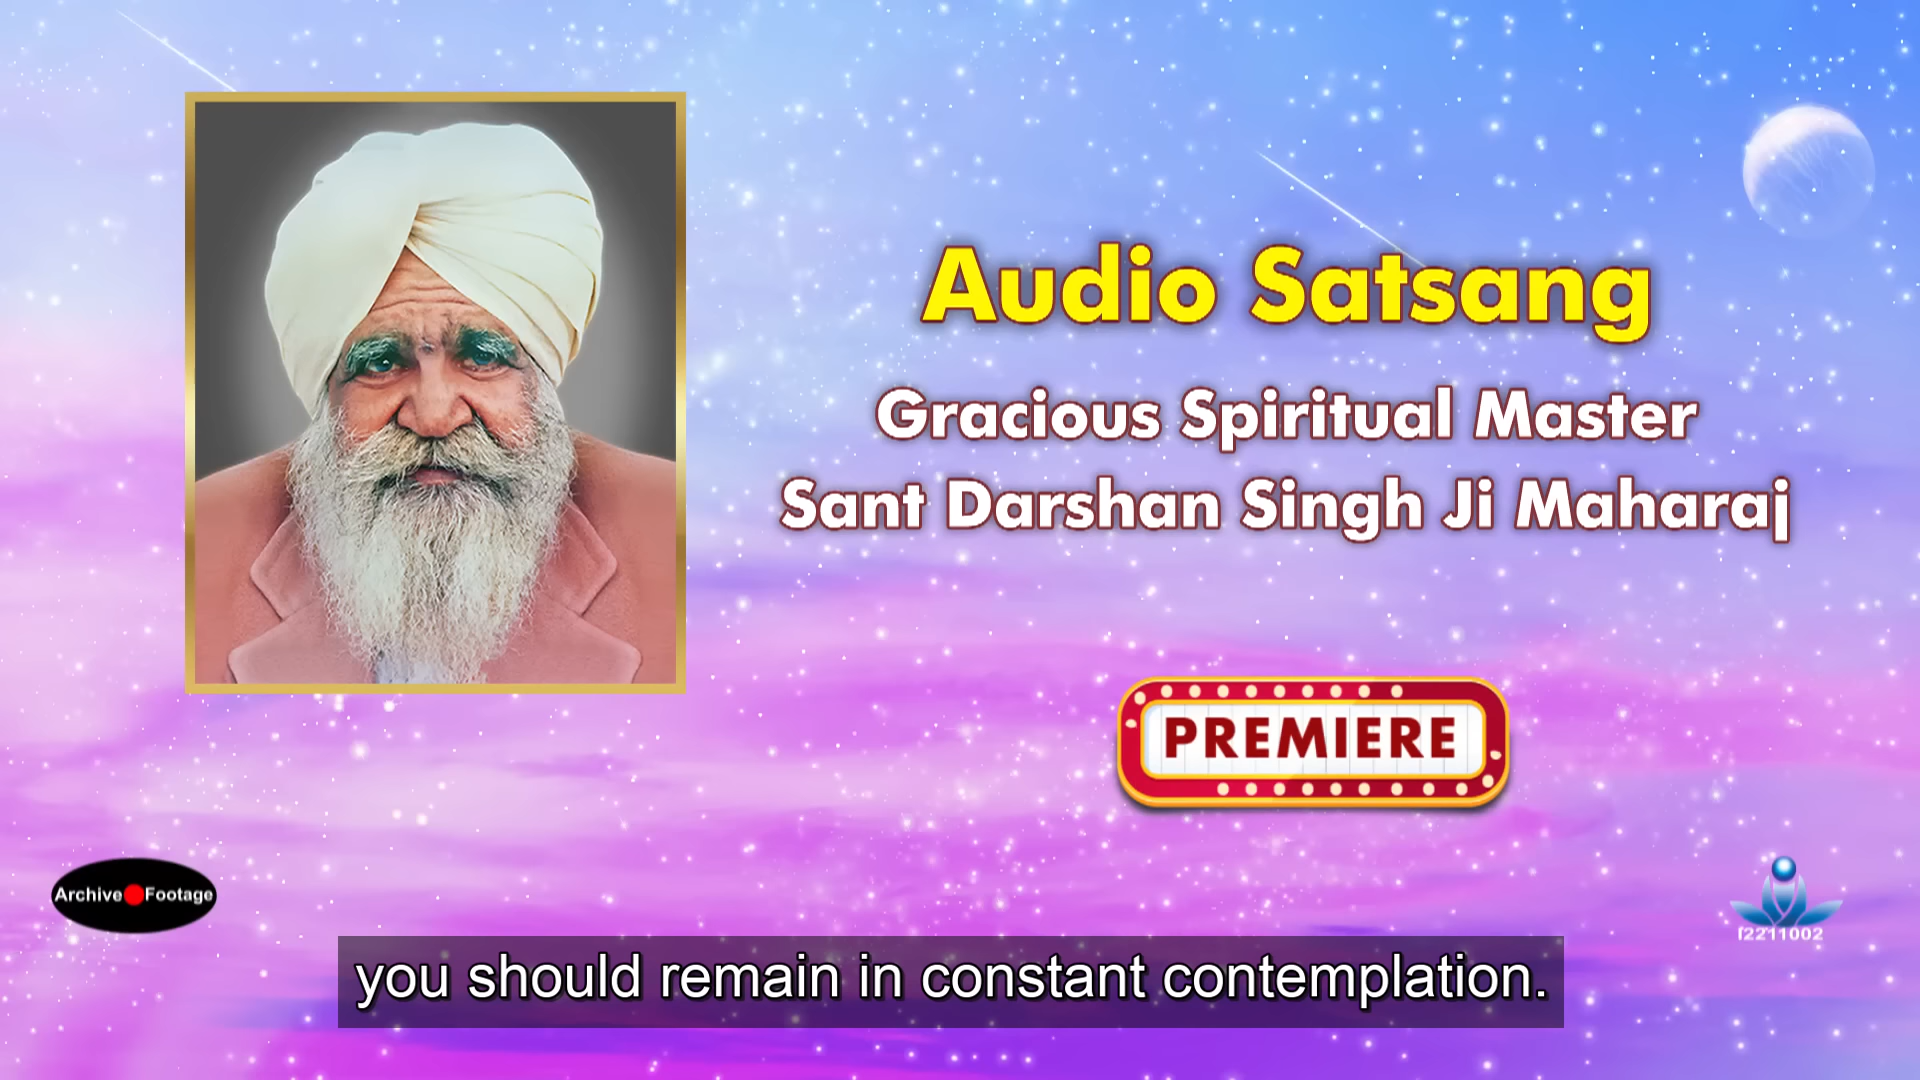 Audio Satsang
Gracious Spiritual Master
Sant Darshan Singh Ji Maharaj
PREMIERE
Archive Footage
f2211002
you should remain in constant contemplation.